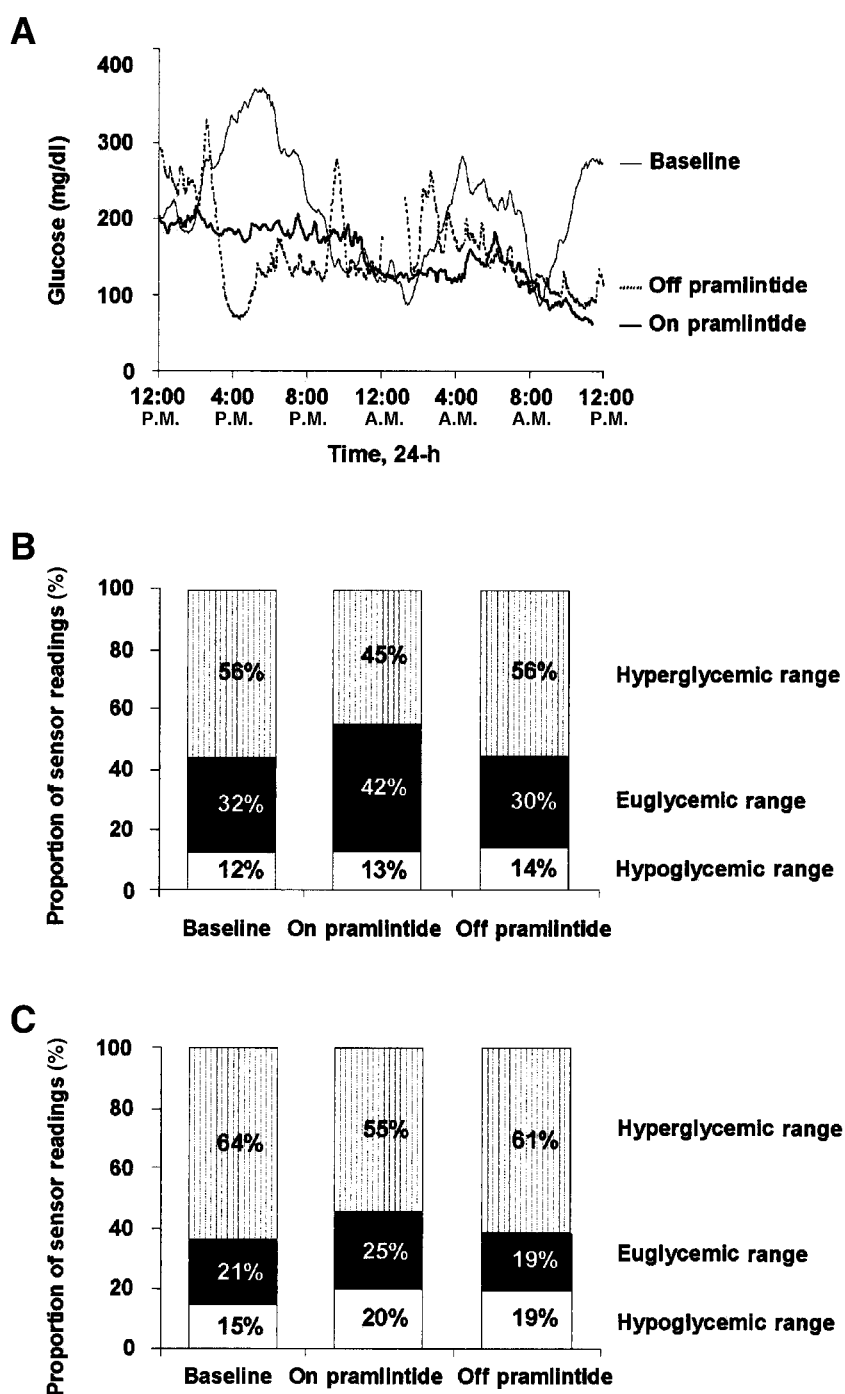 A
Glucose (mg/dl)
400
300
200
100
0
Baseline
Off pramlintide
On pramlintide
12:00 4:00 8:00 12:00 4:00 8:00 12:00
P.M. P.M. P.M. A.M. A.M. A.M. P.M.
Time, 24-h
B
Proportion of sensor readings (%)
100
80
60
40
20
0
56% 45% 56%
32% 42% 30%
12% 13% 14%
Hyperglycemic range
Euglycemic range
Hypoglycemic range
Baseline On pramlintide Off pramlintide
C
Proportion of sensor readings (%)
100
80
60
40
20
0
64% 55% 61%
21% 25% 19%
15% 20% 19%
Hyperglycemic range
Euglycemic range
Hypoglycemic range
Baseline On pramlintide Off pramlintide